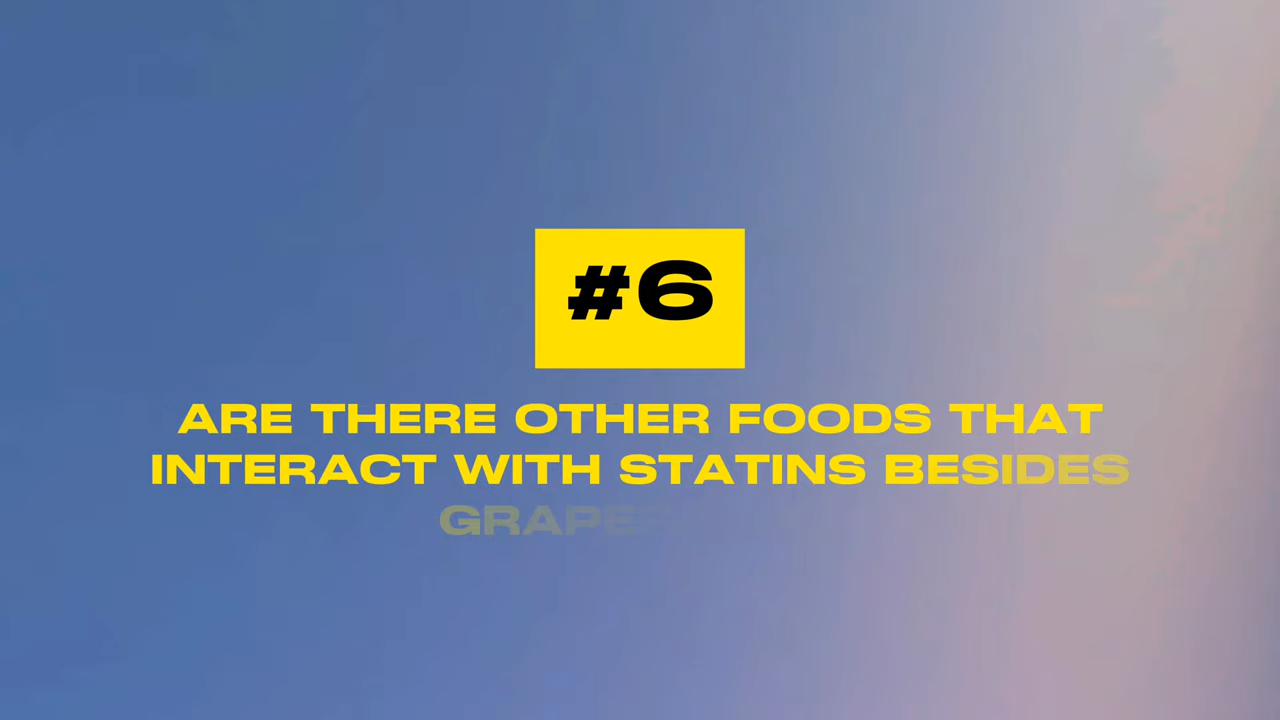 #6
ARE THERE OTHER FOODS THAT
INTERACT WITH STATINS BESIDES